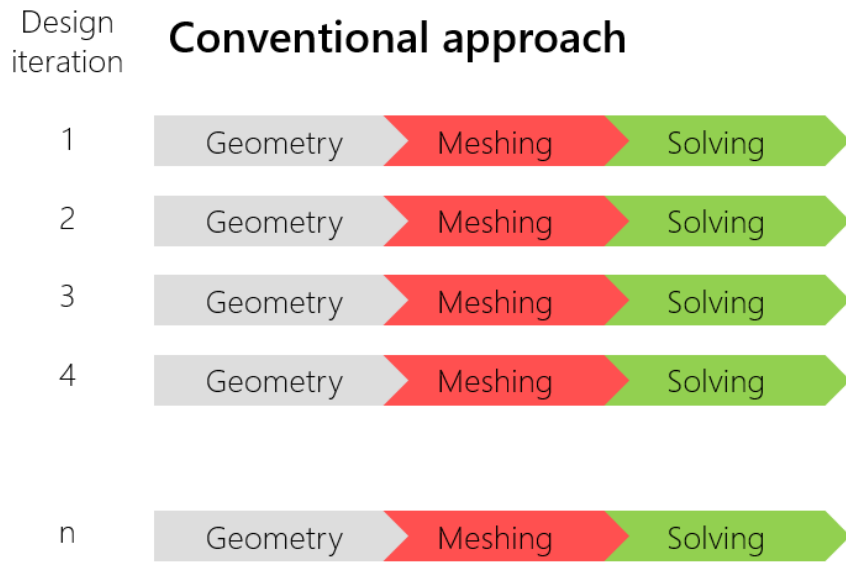 Design
iteration
Conventional approach
1 Geometry Meshing Solving
2 Geometry Meshing Solving
3 Geometry Meshing Solving
4 Geometry Meshing Solving
n Geometry Meshing Solving